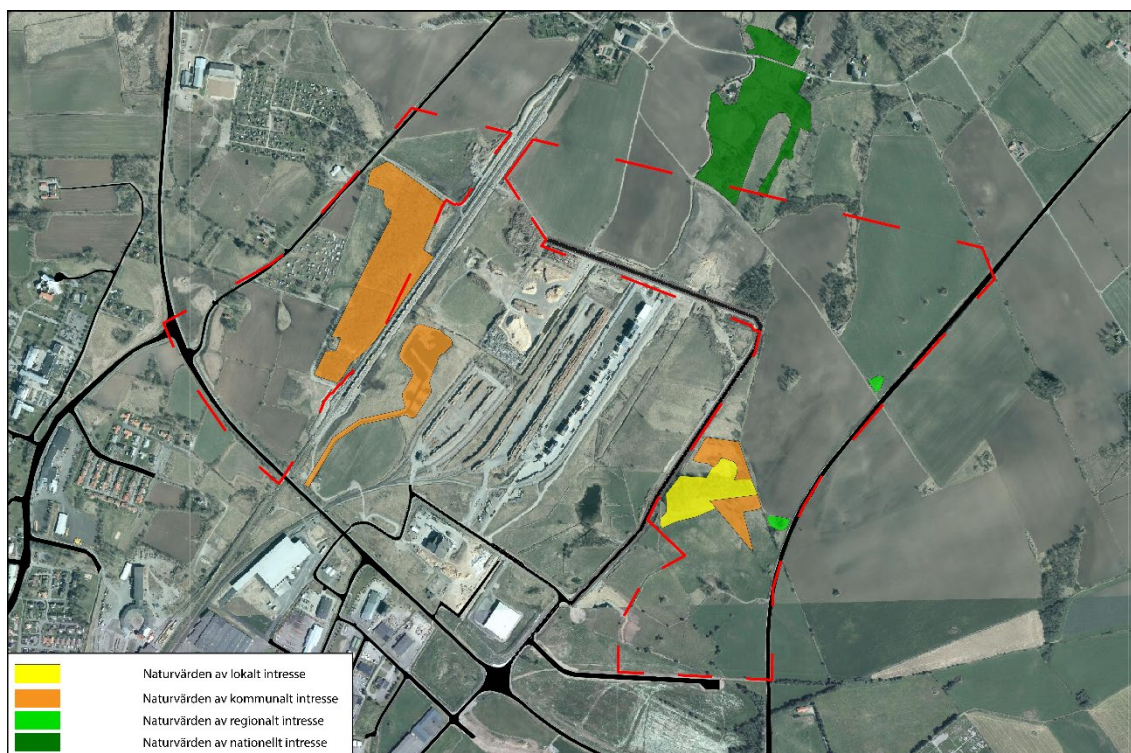 Naturvärden av lokalt intresse
Naturvärden av kommunalt intresse
Naturvärden av regionalt intresse
Naturvärden av nationellt intresse